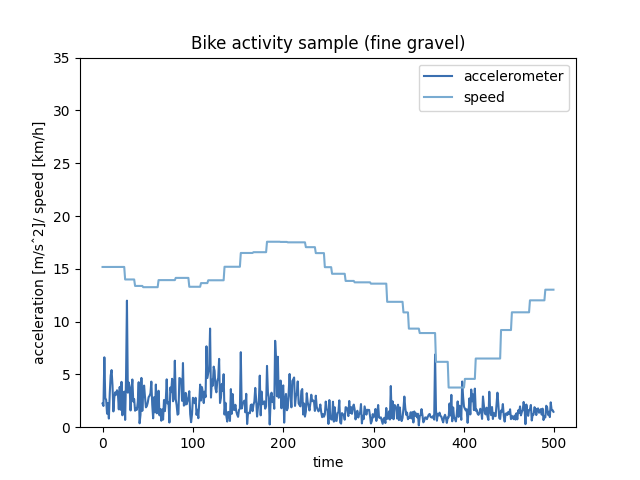 Bike activity sample (fine gravel)
accelerometer
speed
35
30
25
20
15
10
5
0
acceleration [m/s^2]/ speed [km/h]
0 100 200 300 400 500
time